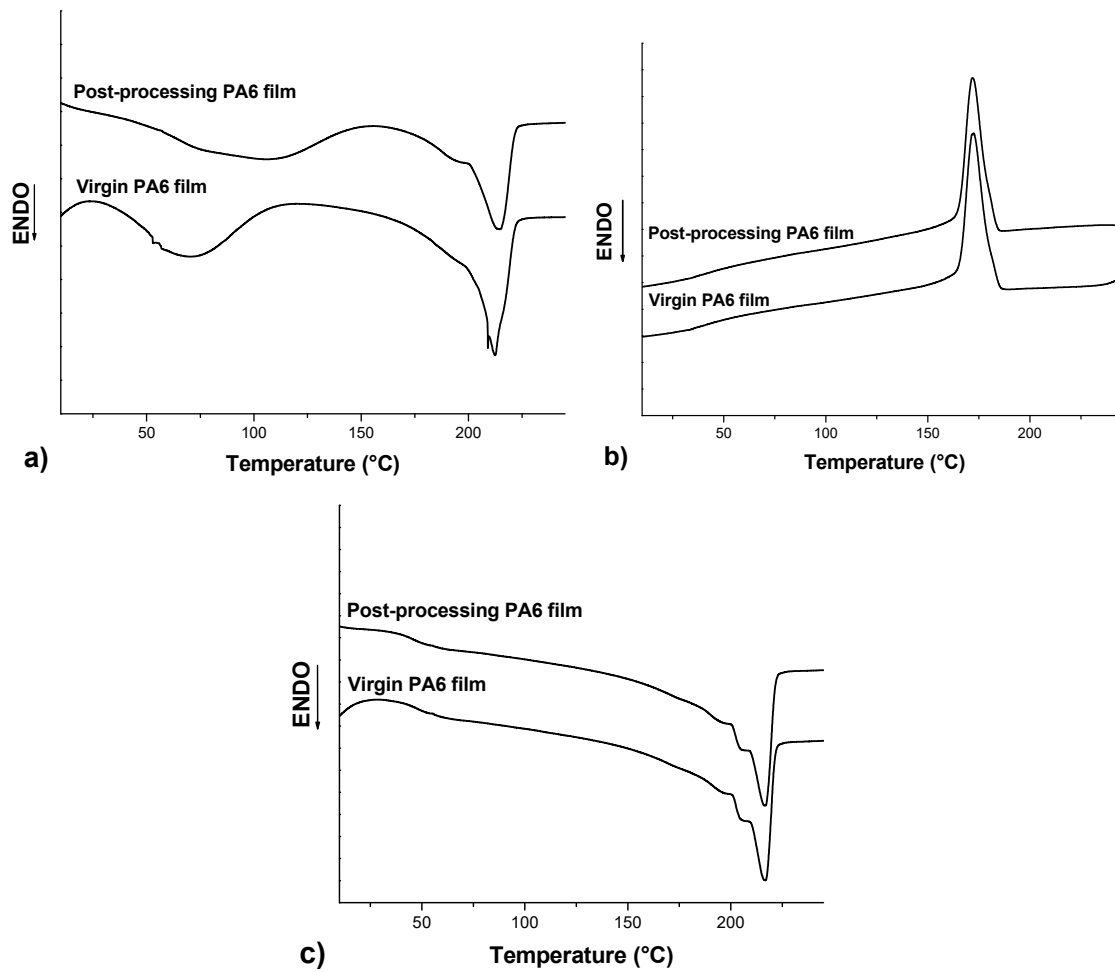 Post-processing PA6 film
Virgin PA6 film
ENDO
50 100 150 200
a)
Temperature (°C)
Post-processing PA6 film
Virgin PA6 film
ENDO
50 100 150 200
b)
Temperature (°C)
Post-processing PA6 film
Virgin PA6 film
ENDO
50 100 150 200
c)
Temperature (°C)